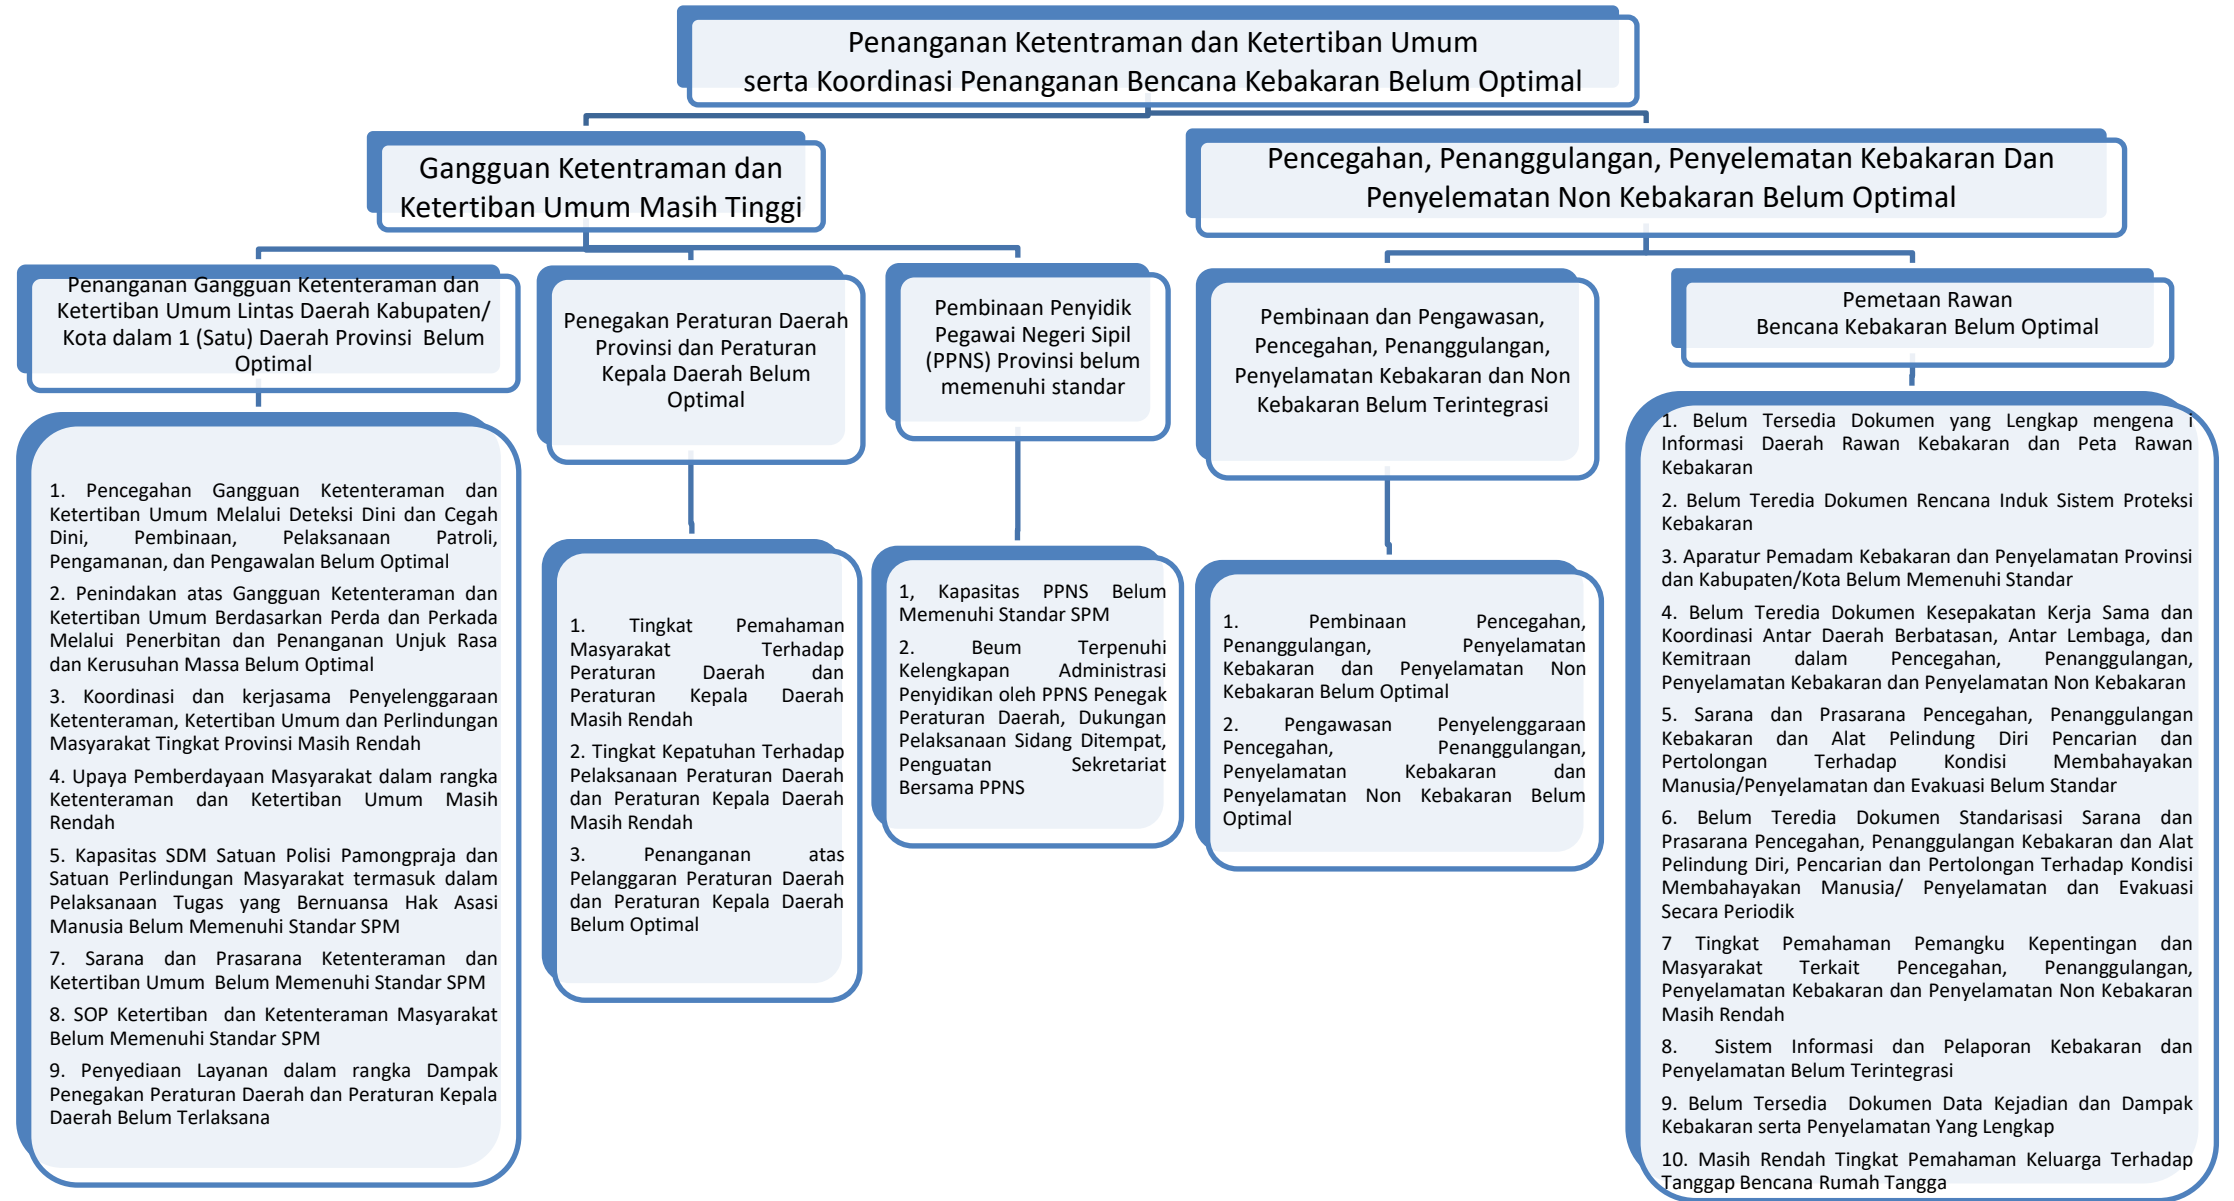 Penanganan Ketentraman dan Ketertiban Umum
serta Koordinasi Penanganan Bencana Kebakaran Belum Optimal
Gangguan Ketentraman dan
Ketertiban Umum Masih Tinggi
Pencegahan, Penanggulangan, Penyelematan Kebakaran Dan
Penyelematan Non Kebakaran Belum Optimal
Penanganan Gangguan Ketenteraman dan
Ketertiban Umum Lintas Daerah Kabupaten/
Kota dalam 1 (Satu) Daerah Provinsi Belum
Optimal
Penegakan Peraturan Daerah
Provinsi dan Peraturan
Kepala Daerah Belum
Optimal
Pembinaan Penyidik
Pegawai Negeri Sipil
(PPNS) Provinsi belum
memenuhi standar
Pembinaan dan Pengawasan,
Pencegahan, Penanggulangan,
Penyelamatan Kebakaran dan Non
Kebakaran Belum Terintegrasi
Pemetaan Rawan
Bencana Kebakaran Belum Optimal
1. Pencegahan Gangguan Ketenteraman dan
Ketertiban Umum Melalui Deteksi Dini dan Cegah
Dini, Pembinaan, Pelaksanaan Patroli,
Pengamanan, dan Pengawalan Belum Optimal
2. Penindakan atas Gangguan Ketenteraman dan
Ketertiban Umum Berdasarkan Perda dan Perkada
Melalui Penerbitan dan Penanganan Unjuk Rasa
dan Kerusuhan Massa Belum Optimal
3. Koordinasi dan kerjasama Penyelenggaraan
Ketenteraman, Ketertiban Umum dan Perlindungan
Masyarakat Tingkat Provinsi Masih Rendah
4. Upaya Pemberdayaan Masyarakat dalam rangka
Ketenteraman dan Ketertiban Umum Masih
Rendah
5. Kapasitas SDM Satuan Polisi Pamongpraja dan
Satuan Perlindungan Masyarakat termasuk dalam
Pelaksanaan Tugas yang Bernuansa Hak Asasi
Manusia Belum Memenuhi Standar SPM
7. Sarana dan Prasarana Ketenteraman dan
Ketertiban Umum Belum Memenuhi Standar SPM
8. SOP Ketertiban dan Ketenteraman Masyarakat
Belum Memenuhi Standar SPM
9. Penyediaan Layanan dalam rangka Dampak
Penegakan Peraturan Daerah dan Peraturan Kepala
Daerah Belum Terlaksana
1. Tingkat Pemahaman
Masyarakat Terhadap
Peraturan Daerah dan
Peraturan Kepala Daerah
Masih Rendah
2. Tingkat Kepatuhan Terhadap
Pelaksanaan Peraturan Daerah
dan Peraturan Kepala Daerah
Masih Rendah
3. Penanganan atas
Pelanggaran Peraturan Daerah
dan Peraturan Kepala Daerah
Belum Optimal
1, Kapasitas PPNS Belum
Memenuhi Standar SPM
2. Beum Terpenuhi
Kelengkapan Administrasi
Penyidikan oleh PPNS Penegak
Peraturan Daerah, Dukungan
Pelaksanaan Sidang Ditempat,
Penguatan Sekretariat
Bersama PPNS
1. Pembinaan Pencegahan,
Penanggulangan, Penyelamatan
Kebakaran dan Penyelamatan Non
Kebakaran Belum Optimal
2. Pengawasan Penyelenggaraan
Pencegahan, Penanggulangan,
Penyelamatan Kebakaran dan
Penyelamatan Non Kebakaran Belum
Optimal
1. Belum Tersedia Dokumen yang Lengkap mengena i
Informasi Daerah Rawan Kebakaran dan Peta Rawan
Kebakaran
2. Belum Teredia Dokumen Rencana Induk Sistem Proteksi
Kebakaran
3. Aparatur Pemadam Kebakaran dan Penyelamatan Provinsi
dan Kabupaten/Kota Belum Memenuhi Standar
4. Belum Teredia Dokumen Kesepakatan Kerja Sama dan
Koordinasi Antar Daerah Berbatasan, Antar Lembaga, dan
Kemitraan dalam Pencegahan, Penanggulangan,
Penyelamatan Kebakaran dan Penyelamatan Non Kebakaran
5. Sarana dan Prasarana Pencegahan, Penanggulangan
Kebakaran dan Alat Pelindung Diri Pencarian dan
Pertolongan Terhadap Kondisi Membahayakan
Manusia/Penyelamatan dan Evakuasi Belum Standar
6. Belum Teredia Dokumen Standarisasi Sarana dan
Prasarana Pencegahan, Penanggulangan Kebakaran dan Alat
Pelindung Diri, Pencarian dan Pertolongan Terhadap Kondisi
Membahayakan Manusia/ Penyelamatan dan Evakuasi
Secara Periodik
7 Tingkat Pemahaman Pemangku Kepentingan dan
Masyarakat Terkait Pencegahan, Penanggulangan,
Penyelamatan Kebakaran dan Penyelamatan Non Kebakaran
Masih Rendah
8. Sistem Informasi dan Pelaporan Kebakaran dan
Penyelamatan Belum Terintegrasi
9. Belum Tersedia Dokumen Data Kejadian dan Dampak
Kebakaran serta Penyelamatan Yang Lengkap
10. Masih Rendah Tingkat Pemahaman Keluarga Terhadap
Tanggap Bencana Rumah Tangga